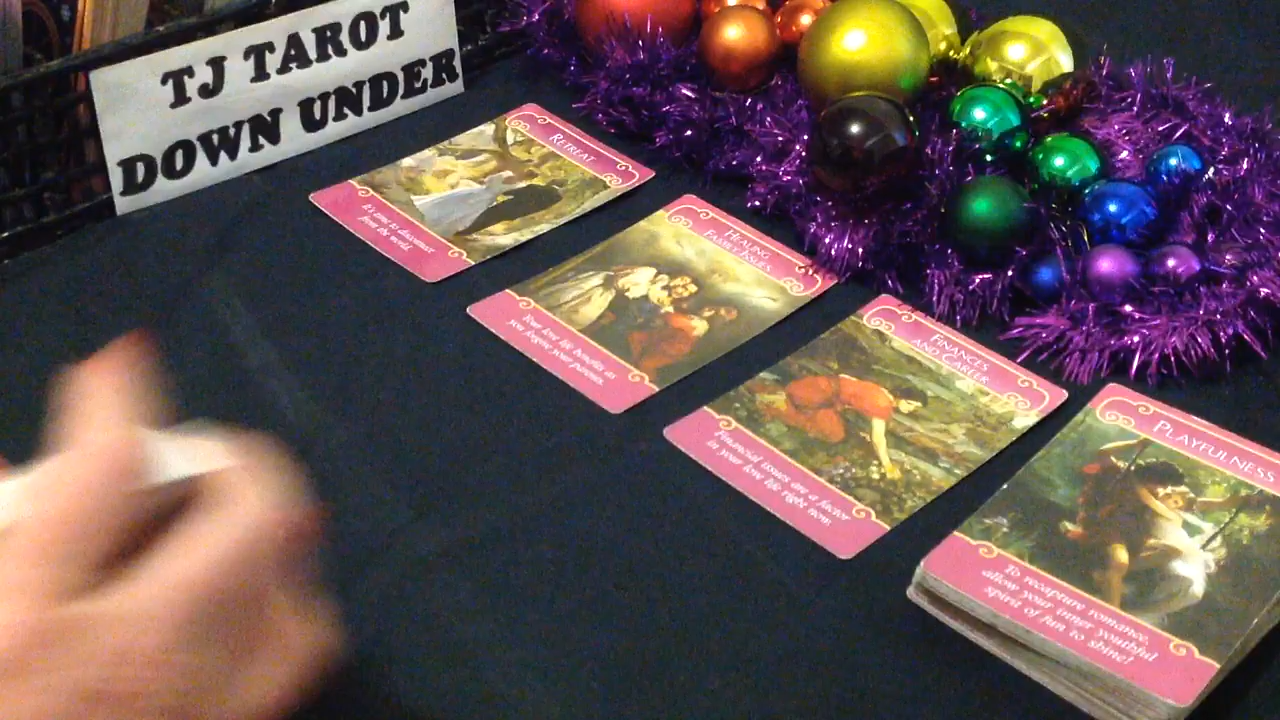 TJ TAROT
DOWN UNDER
RETREAT
It's time to disconnect
from the world.
HEALING
FAMILY ISSUES
Your love life benefits as
you forgive your parents.
FINANCES
AND CAREER
Financial issues are a factor
in your love life right now.
PLAYFULNESS
To recapture romance,
allow your inner youthful
spirit of fun to shine!